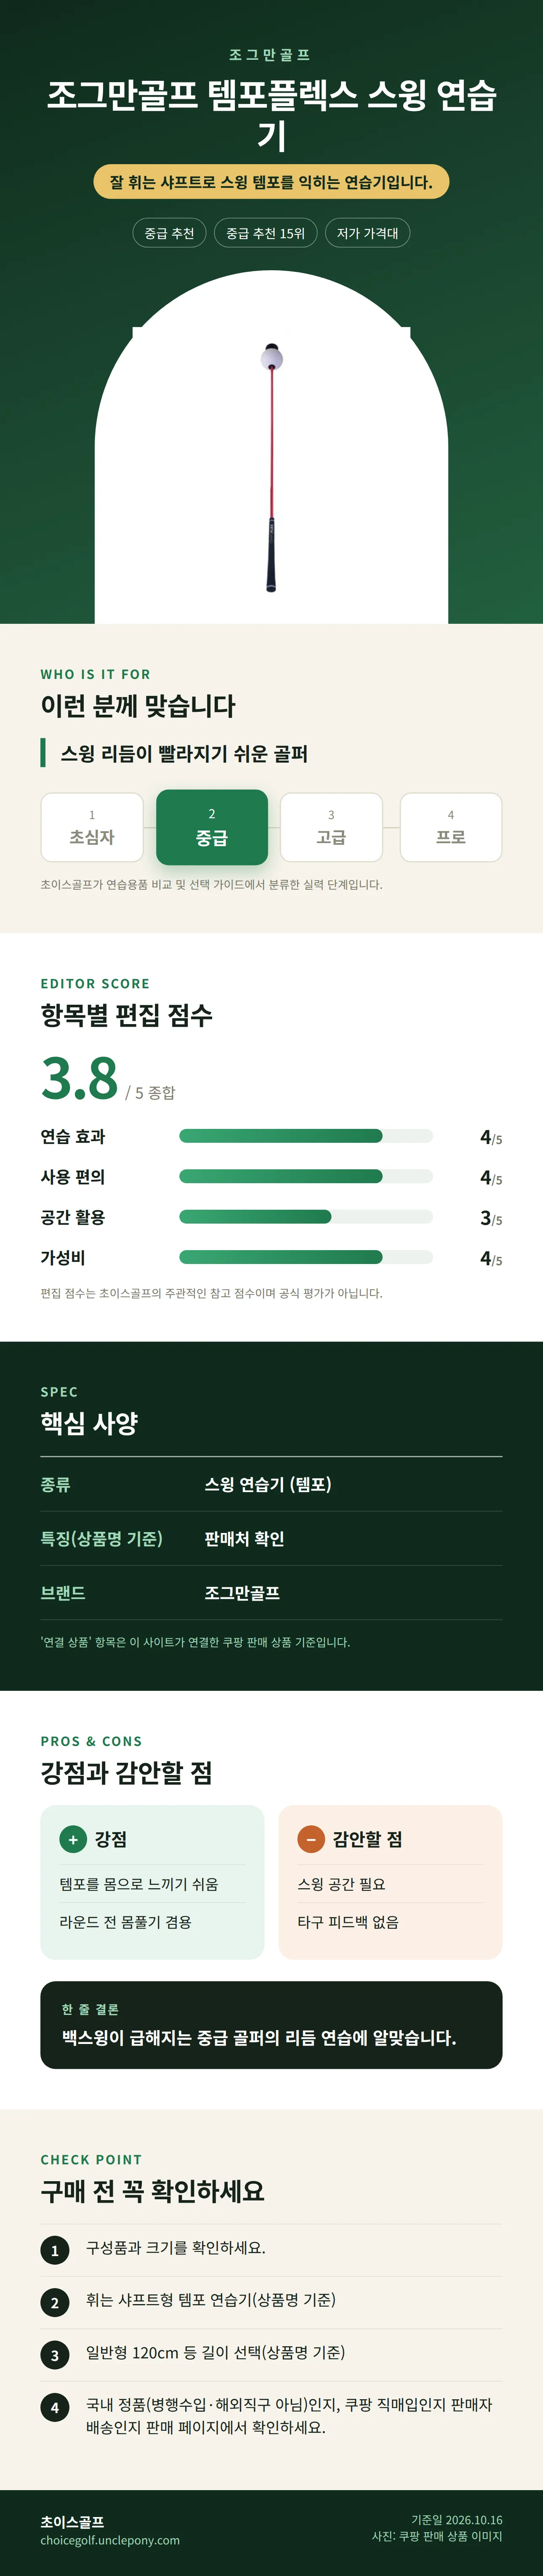 조그만골프
조그만골프 템포플렉스 스윙 연습
기
잘 휘는 샤프트로 스윙 템포를 익히는 연습기입니다.
중급 추천
중급 추천 15위
저가 가격대
WHO IS IT FOR
이런 분께 맞습니다
스윙 리듬이 빨라지기 쉬운 골퍼
1
초심자
2
중급
3
고급
4
프로
초이스골프가 연습용품 비교 및 선택 가이드에서 분류한 실력 단계입니다.
EDITOR SCORE
항목별 편집 점수
3.8 / 5 종합
연습 효과 4/5
사용 편의 4/5
공간 활용 3/5
가성비 4/5
편집 점수는 초이스골프의 주관적인 참고 점수이며 공식 평가가 아닙니다.
SPEC
핵심 사양
종류 스윙 연습기 (템포)
특징(상품명 기준) 판매처 확인
브랜드 조그만골프
'연결 상품' 항목은 이 사이트가 연결한 쿠팡 판매 상품 기준입니다.
PROS & CONS
강점과 감안할 점
+ 강점
템포를 몸으로 느끼기 쉬움
라운드 전 몸풀기 겸용
− 감안할 점
스윙 공간 필요
타구 피드백 없음
한 줄 결론
백스윙이 급해지는 중급 골퍼의 리듬 연습에 알맞습니다.
CHECK POINT
구매 전 꼭 확인하세요
1 구성품과 크기를 확인하세요.
2 휘는 샤프트형 템포 연습기(상품명 기준)
3 일반형 120cm 등 길이 선택(상품명 기준)
4 국내 정품(병행수입·해외직구 아님)인지, 쿠팡 직매입인지 판매자
배송인지 판매 페이지에서 확인하세요.
초이스골프
choicegolf.unclepony.com
기준일 2026.10.16
사진: 쿠팡 판매 상품 이미지